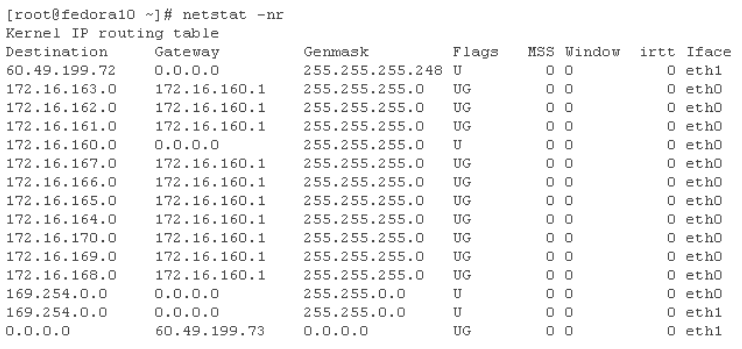 [root@fedora10 ~]# netstat -nr
Kernel IP routing table
Destination     Gateway         Genmask         Flags   MSS Window  irtt Iface
60.49.199.72    0.0.0.0         255.255.255.248 U         0 0          0 eth1
172.16.163.0    172.16.160.1    255.255.255.0   UG        0 0          0 eth0
172.16.162.0    172.16.160.1    255.255.255.0   UG        0 0          0 eth0
172.16.161.0    172.16.160.1    255.255.255.0   UG        0 0          0 eth0
172.16.160.0    0.0.0.0         255.255.255.0   U         0 0          0 eth0
172.16.167.0    172.16.160.1    255.255.255.0   UG        0 0          0 eth0
172.16.166.0    172.16.160.1    255.255.255.0   UG        0 0          0 eth0
172.16.165.0    172.16.160.1    255.255.255.0   UG        0 0          0 eth0
172.16.164.0    172.16.160.1    255.255.255.0   UG        0 0          0 eth0
172.16.170.0    172.16.160.1    255.255.255.0   UG        0 0          0 eth0
172.16.169.0    172.16.160.1    255.255.255.0   UG        0 0          0 eth0
172.16.168.0    172.16.160.1    255.255.255.0   UG        0 0          0 eth0
169.254.0.0     0.0.0.0         255.255.0.0     U         0 0          0 eth0
169.254.0.0     0.0.0.0         255.255.0.0     U         0 0          0 eth1
0.0.0.0         60.49.199.73    0.0.0.0         UG        0 0          0 eth1